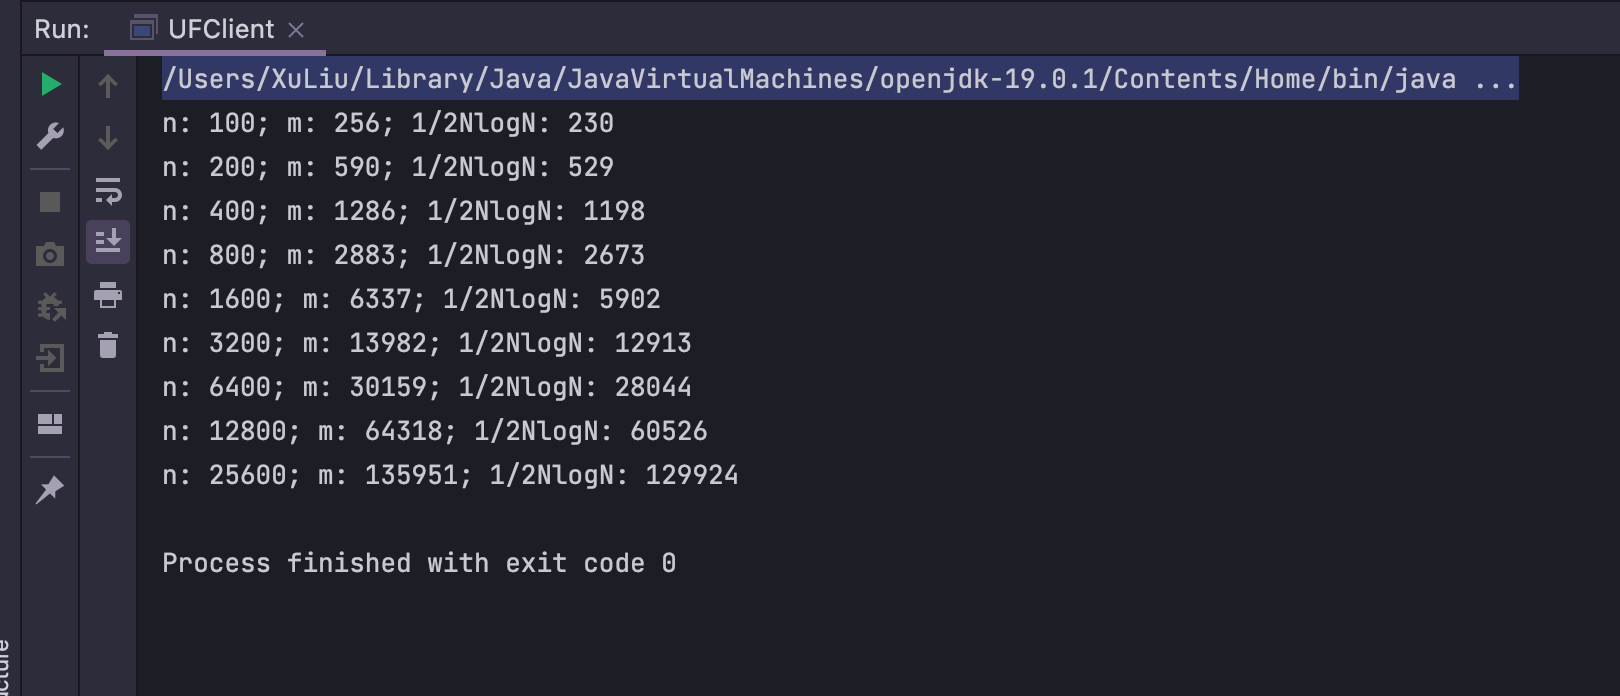 Run: UFClient
/Users/XuLiu/Library/Java/JavaVirtualMachines/openjdk-19.0.1/Contents/Home/bin/java ...
n: 100; m: 256; 1/2NlogN: 230
n: 200; m: 590; 1/2NlogN: 529
n: 400; m: 1286; 1/2NlogN: 1198
n: 800; m: 2883; 1/2NlogN: 2673
n: 1600; m: 6337; 1/2NlogN: 5902
n: 3200; m: 13982; 1/2NlogN: 12913
n: 6400; m: 30159; 1/2NlogN: 28044
n: 12800; m: 64318; 1/2NlogN: 60526
n: 25600; m: 135951; 1/2NlogN: 129924
Process finished with exit code 0